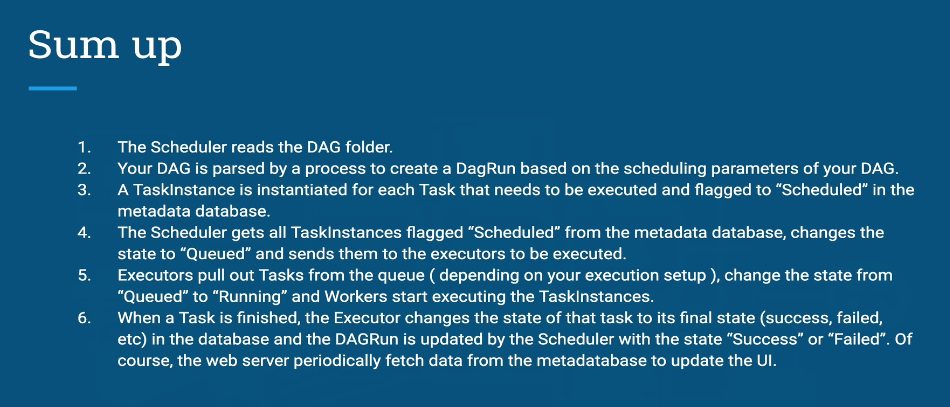 Sum up
1. The Scheduler reads the DAG folder.
2. Your DAG is parsed by a process to create a DagRun based on the scheduling parameters of your DAG.
3. A TaskInstance is instantiated for each Task that needs to be executed and flagged to “Scheduled” in the
metadata database.
4. The Scheduler gets all TaskInstances flagged “Scheduled” from the metadata database, changes the
state to “Queued” and sends them to the executors to be executed.
5. Executors pull out Tasks from the queue ( depending on your execution setup ), change the state from
“Queued” to “Running” and Workers start executing the TaskInstances.
6. When a Task is finished, the Executor changes the state of that task to its final state (success, failed,
etc) in the database and the DAGRun is updated by the Scheduler with the state “Success” or “Failed”. Of
course, the web server periodically fetch data from the metadatabase to update the UI.